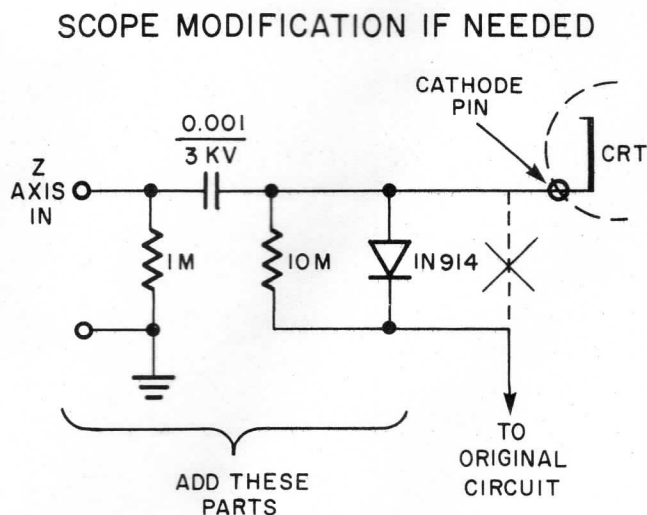 SCOPE MODIFICATION IF NEEDED
CATHODE
PIN
0.001
3 KV
CRT
Z
AXIS
IN
1M
10M
IN914
TO
ORIGINAL
CIRCUIT
ADD THESE
PARTS